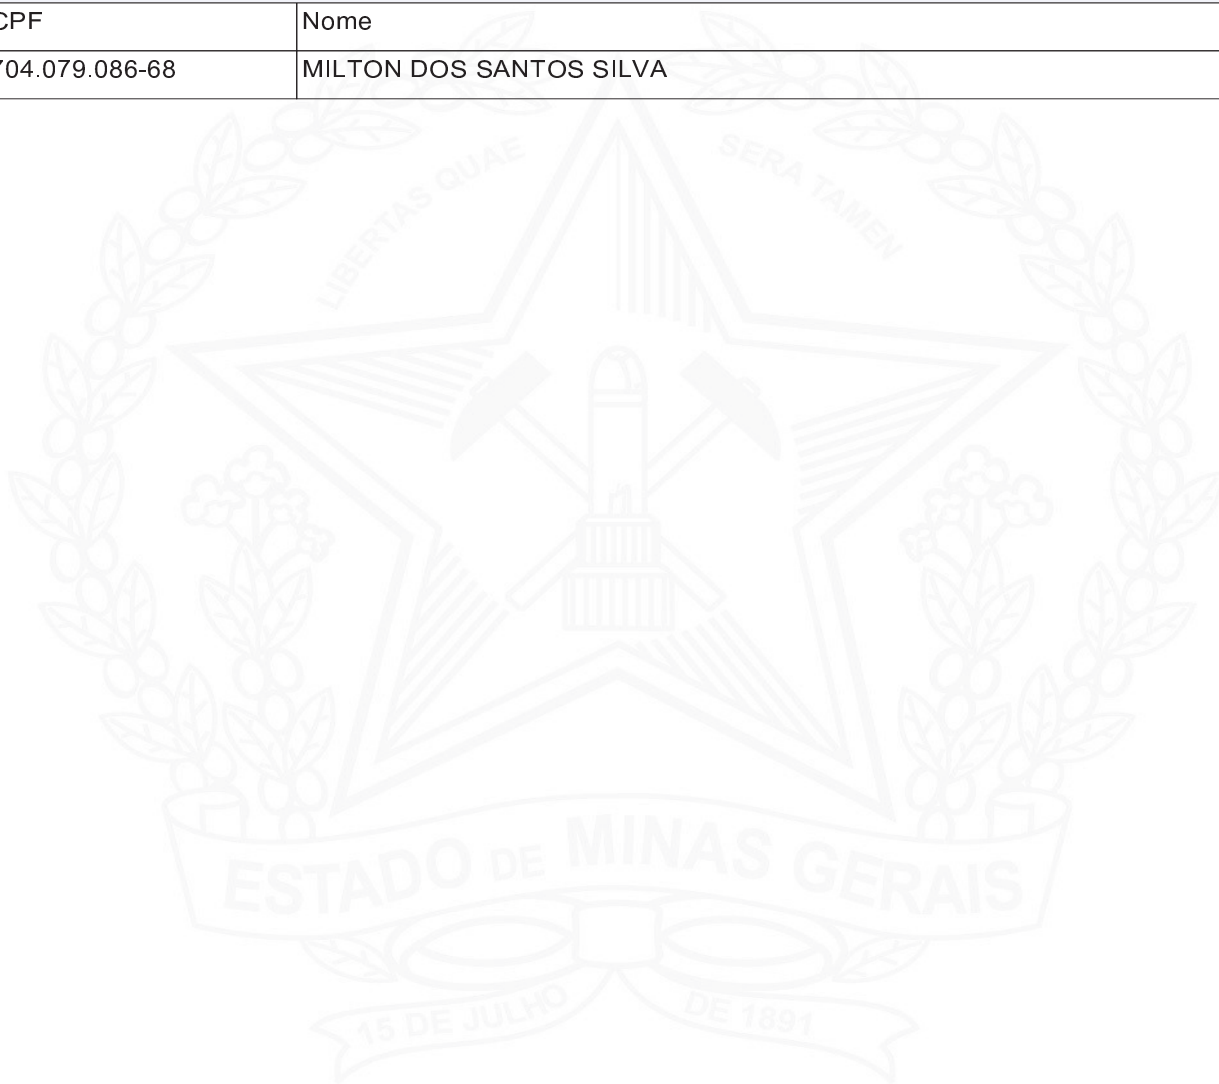 CPF Nome
704.079.086-68 MILTON DOS SANTOS SILVA
LIBERTAS QUAE SERA TAMEN
ESTADO DE MINAS GERAIS
15 DE JULHO DE 1891